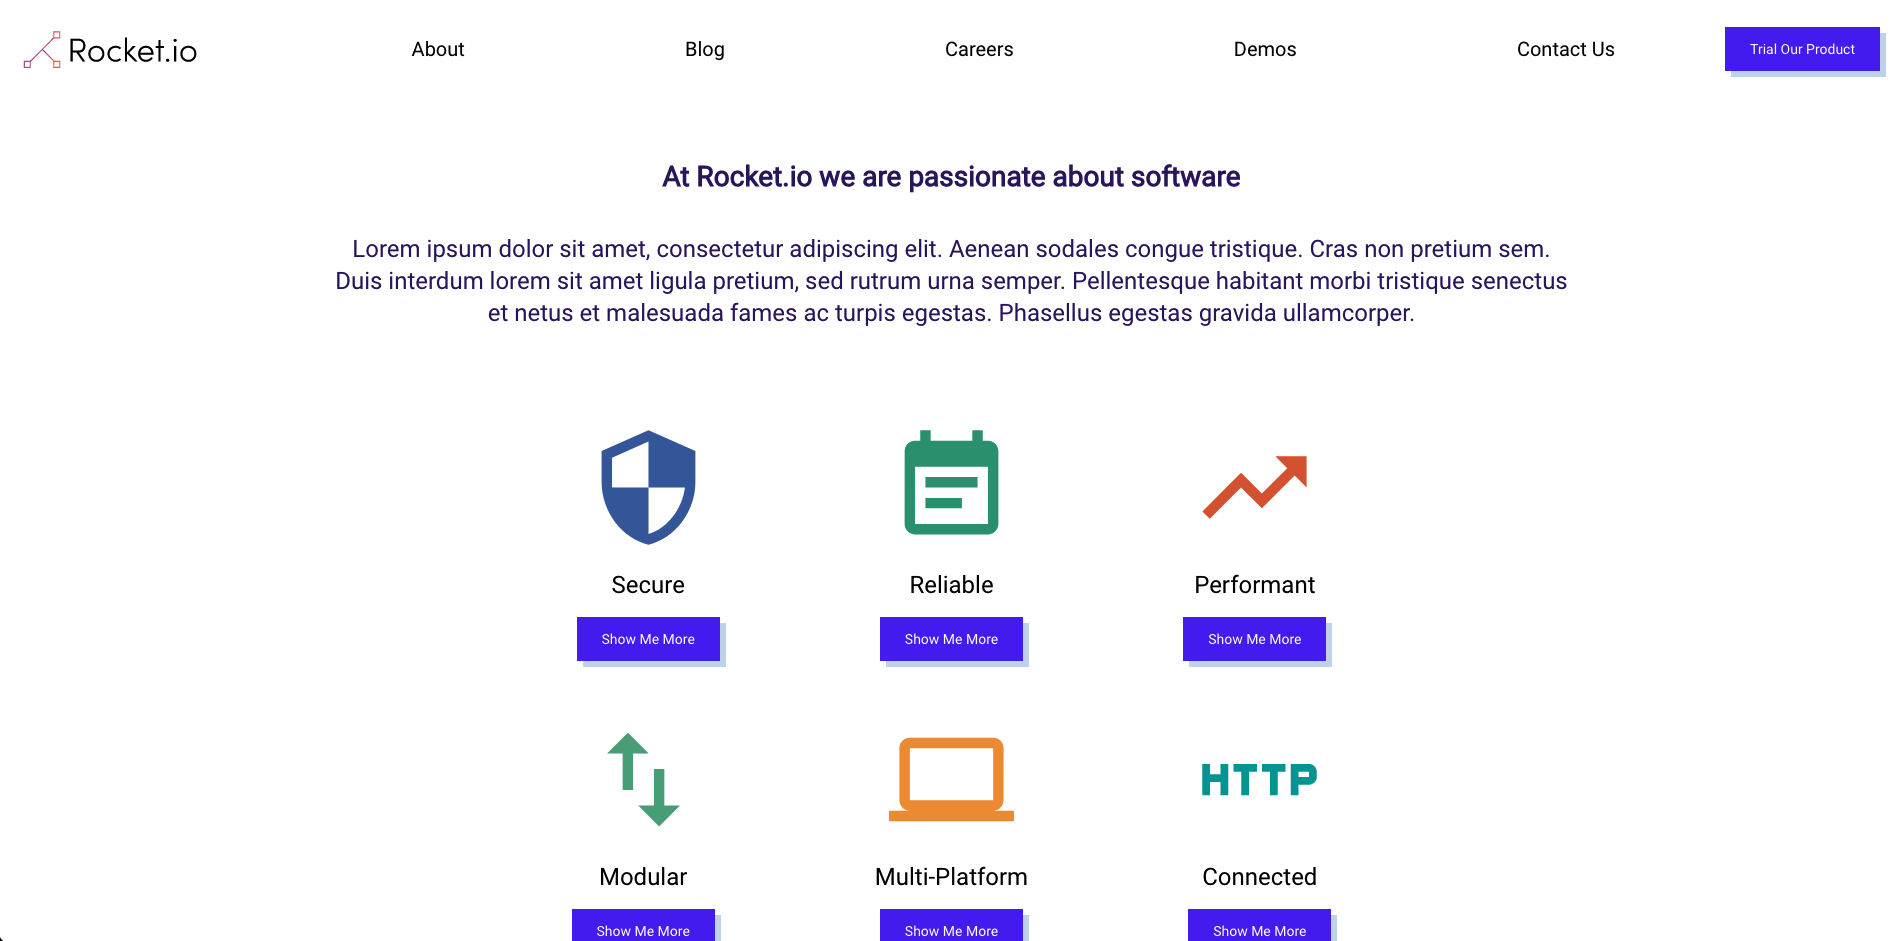 Rocket.io
About
Blog
Careers
Demos
Contact Us
Trial Our Product
At Rocket.io we are passionate about software
Lorem ipsum dolor sit amet, consectetur adipiscing elit. Aenean sodales congue tristique. Cras non pretium sem.
Duis interdum lorem sit amet ligula pretium, sed rutrum urna semper. Pellentesque habitant morbi tristique senectus
et netus et malesuada fames ac turpis egestas. Phasellus egestas gravida ullamcorper.
Secure
Reliable
Performant
Show Me More
Show Me More
Show Me More
HTTP
Modular
Multi-Platform
Connected
Show Me More
Show Me More
Show Me More